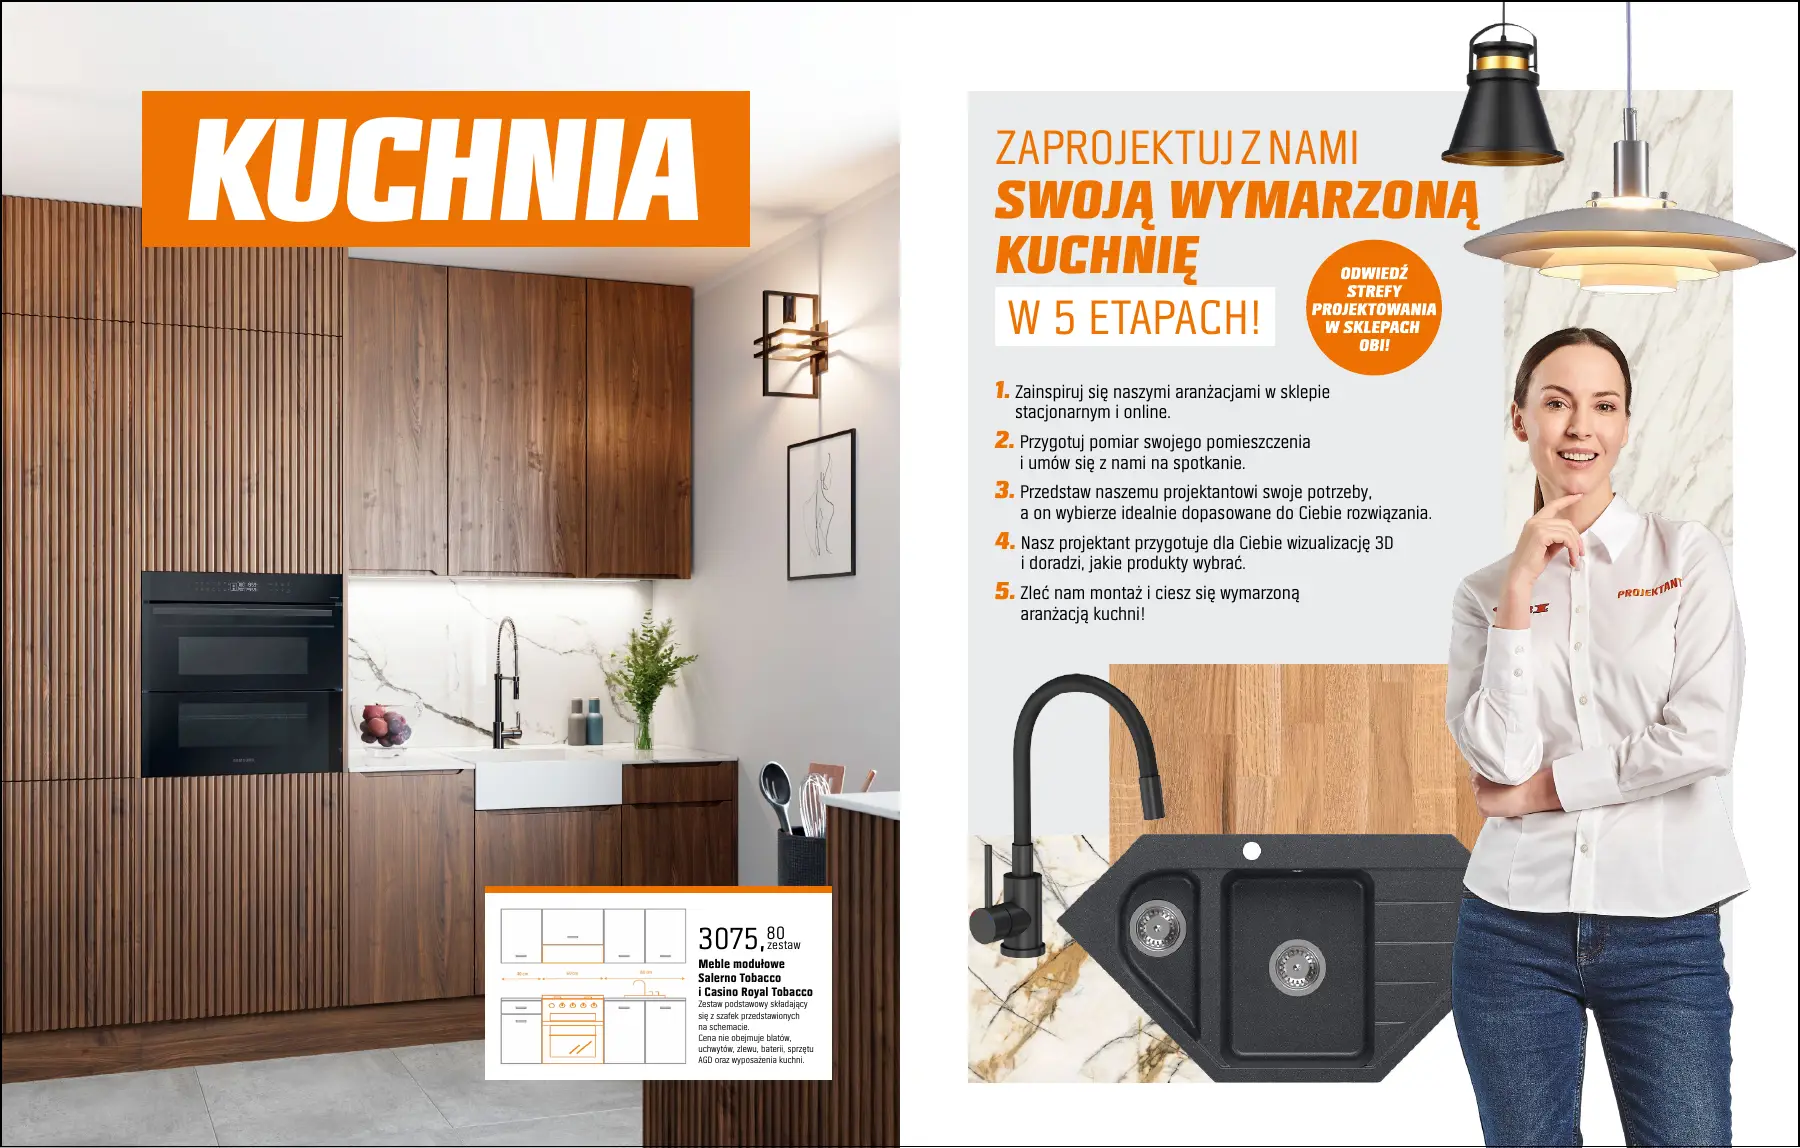 KUCHNIA
3075,80
zestaw
Meble modułowe
Salerno Tobacco
i Casino Royal Tobacco
Zestaw podstawowy składający
się z szafek przedstawionych
na schemacie.
Cena nie obejmuje blatów,
uchwytów, zlewu, baterii, sprzętu
AGD oraz wyposażenia kuchni.
ZAPROJEKTUJ Z NAMI
SWOJĄ WYMARZONĄ
KUCHNIĘ
W 5 ETAPACH!
ODWIEDŹ
STREFY
PROJEKTOWANIA
W SKLEPACH
OBI!
1. Zainspiruj się naszymi aranżacjami w sklepie
stacjonarnym i online.
2. Przygotuj pomiar swojego pomieszczenia
i umów się z nami na spotkanie.
3. Przedstaw naszemu projektantowi swoje potrzeby,
a on wybierze idealnie dopasowane do Ciebie rozwiązania.
4. Nasz projektant przygotuje dla Ciebie wizualizację 3D
i doradzi, jakie produkty wybrać.
5. Zleć nam montaż i ciesz się wymarzoną
aranżacją kuchni!
PROJEKTANT